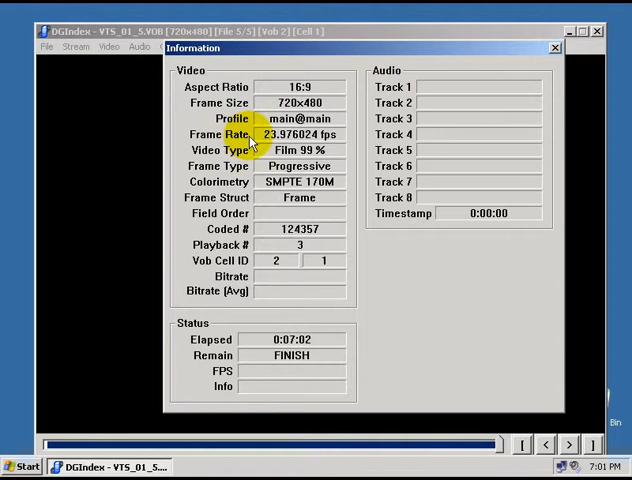 DGIndex - VTS_01_5.VOB [720x480] [File 5/5] [Vob 2] [Cell 1]
File Stream Video Audio
Information
Video
Aspect Ratio 16:9
Frame Size 720x480
Profile main@main
Frame Rate 23.976024 fps
Video Type Film 99 %
Frame Type Progressive
Colorimetry SMPTE 170M
Frame Struct Frame
Field Order
Coded # 124357
Playback # 3
Vob Cell ID 2 1
Bitrate
Bitrate (Avg)
Status
Elapsed 0:07:02
Remain FINISH
FPS
Info
Audio
Track 1
Track 2
Track 3
Track 4
Track 5
Track 6
Track 7
Track 8
Timestamp 0:00:00
[ < > ]
Bin
Start DGIndex - VTS_01_5.... 7:01 PM